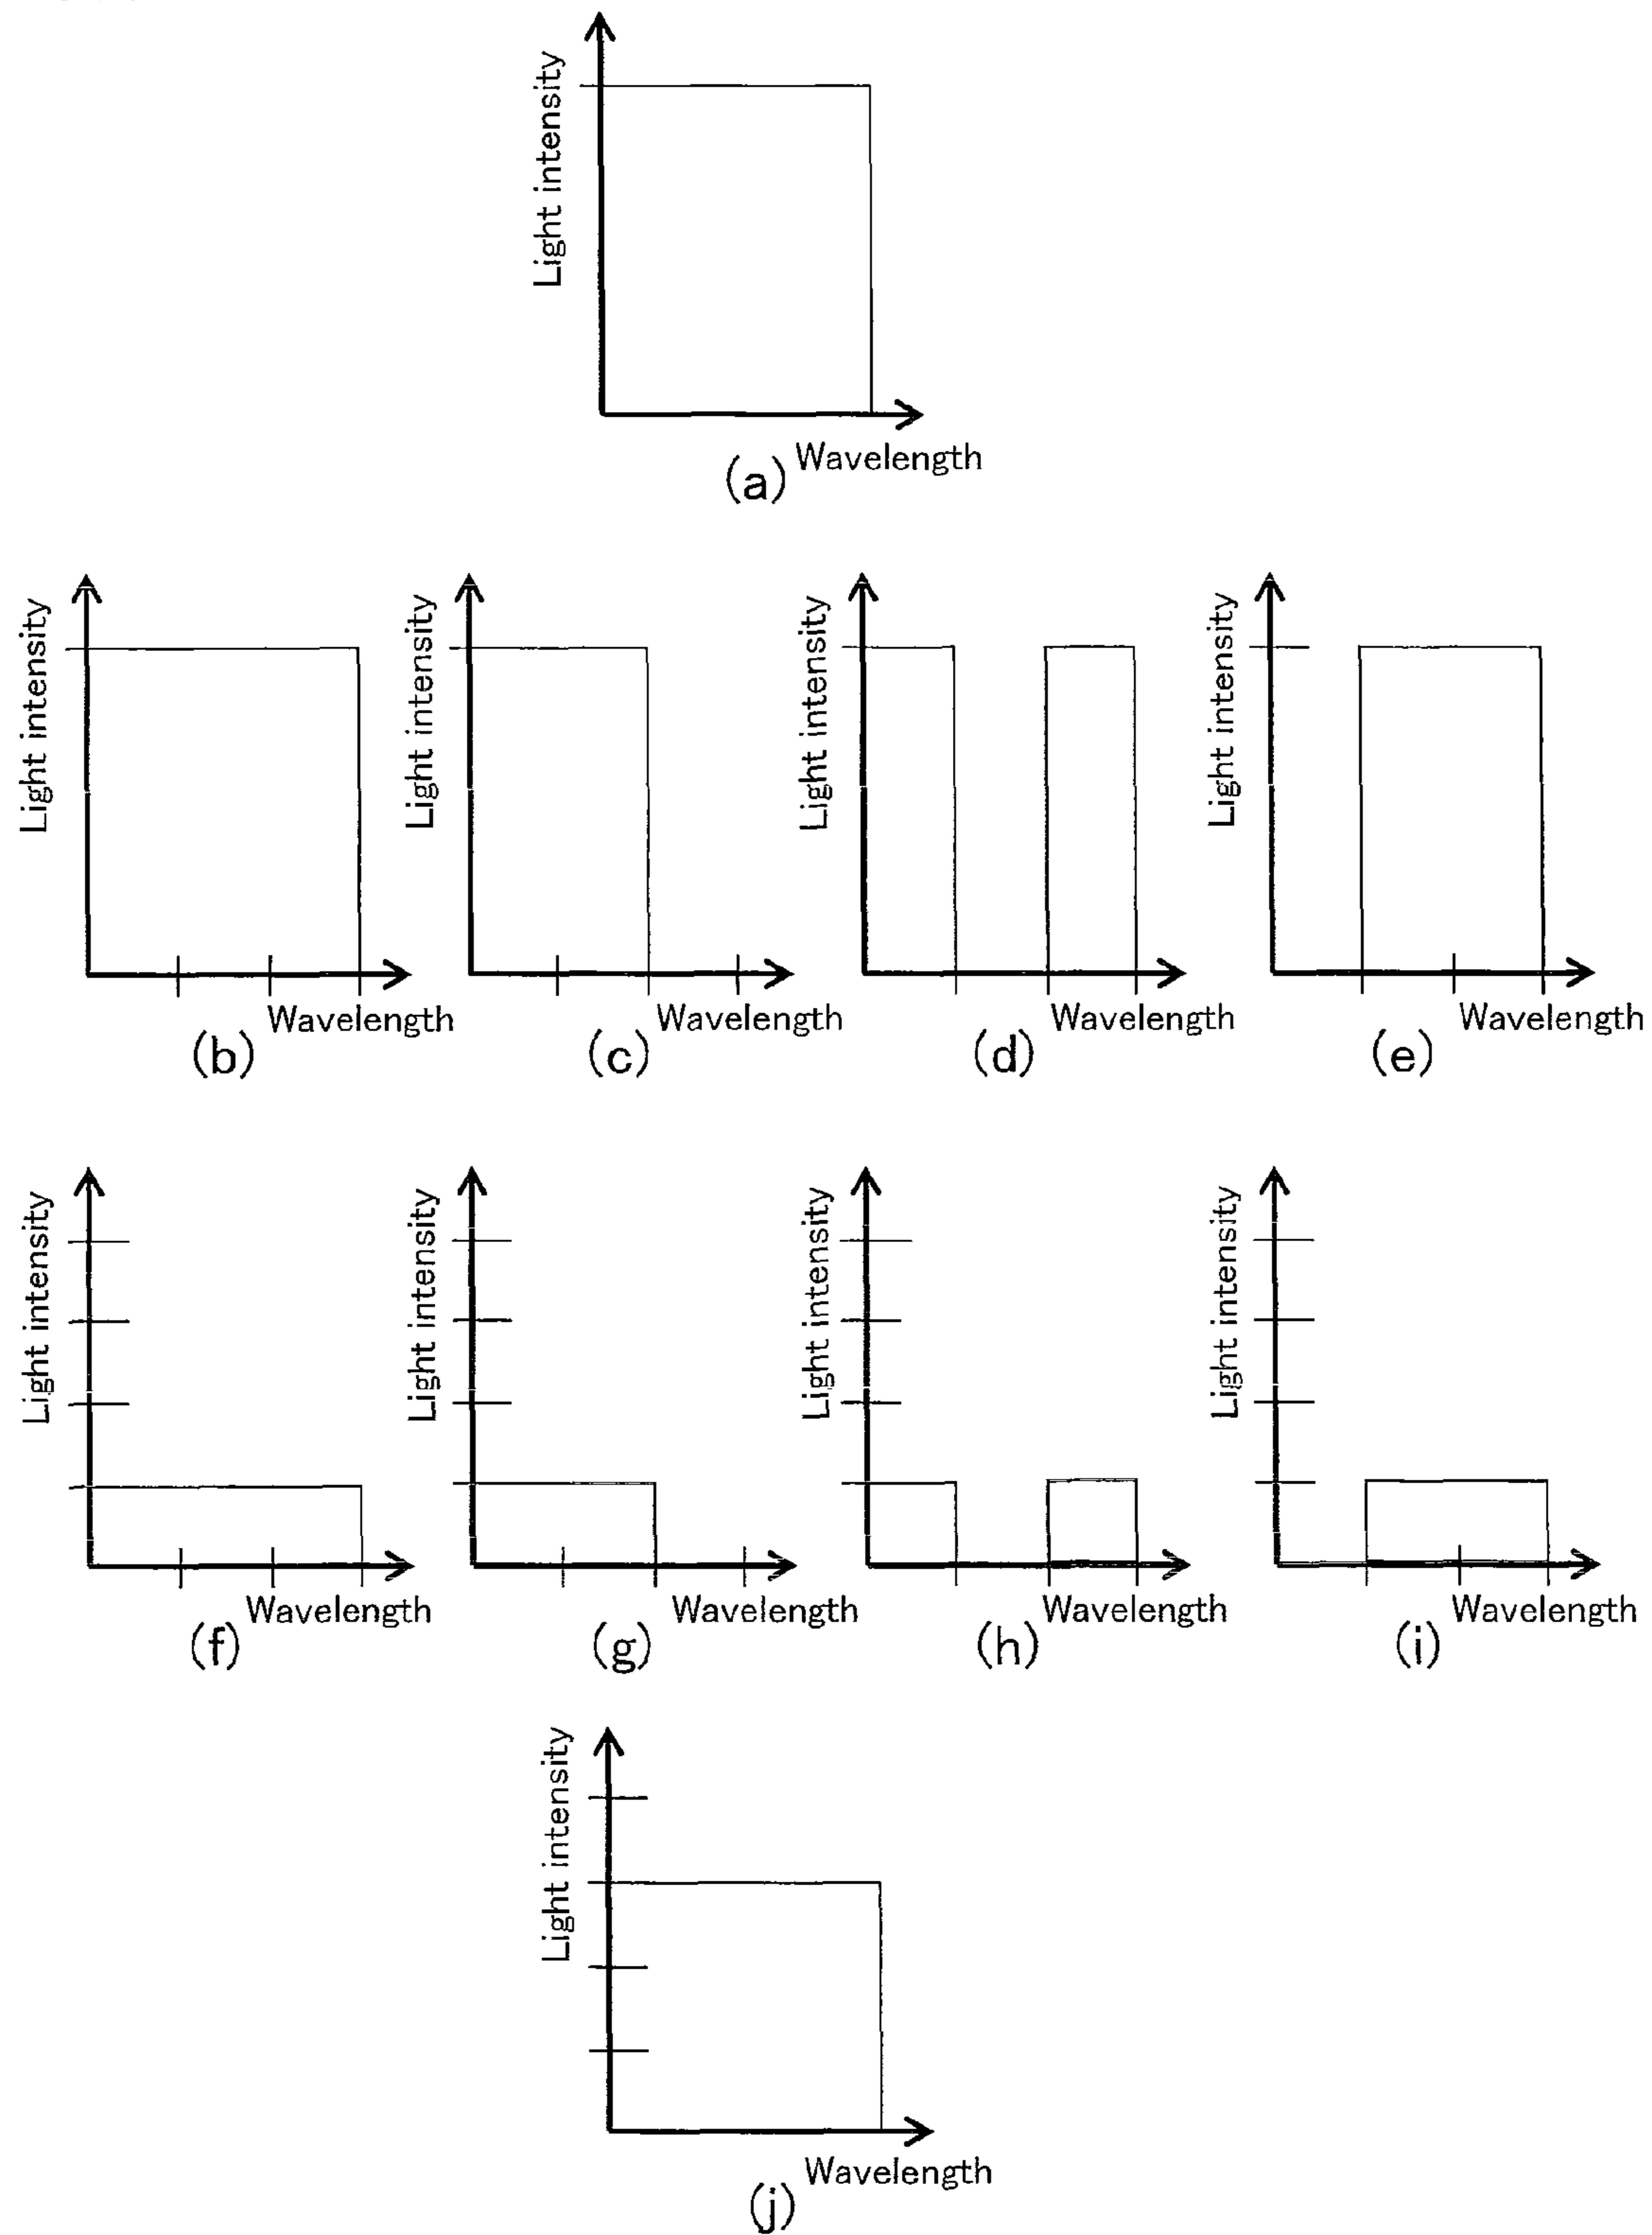 Light intensity
Wavelength
(a)
Light intensity
Light intensity
Light intensity
Light intensity
Wavelength
Wavelength
Wavelength
Wavelength
(b)
(c)
(d)
(e)
Light intensity
Light intensity
Light intensity
Light intensity
Wavelength
Wavelength
Wavelength
Wavelength
(f)
(g)
(h)
(i)
Light intensity
Wavelength
(j)